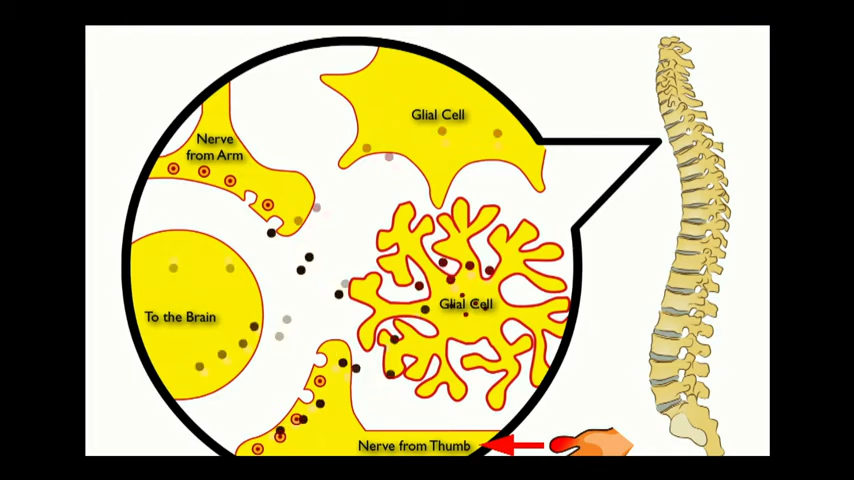 Glial Cell
Nerve
from Arm
Glial Cell
To the Brain
Nerve from Thumb